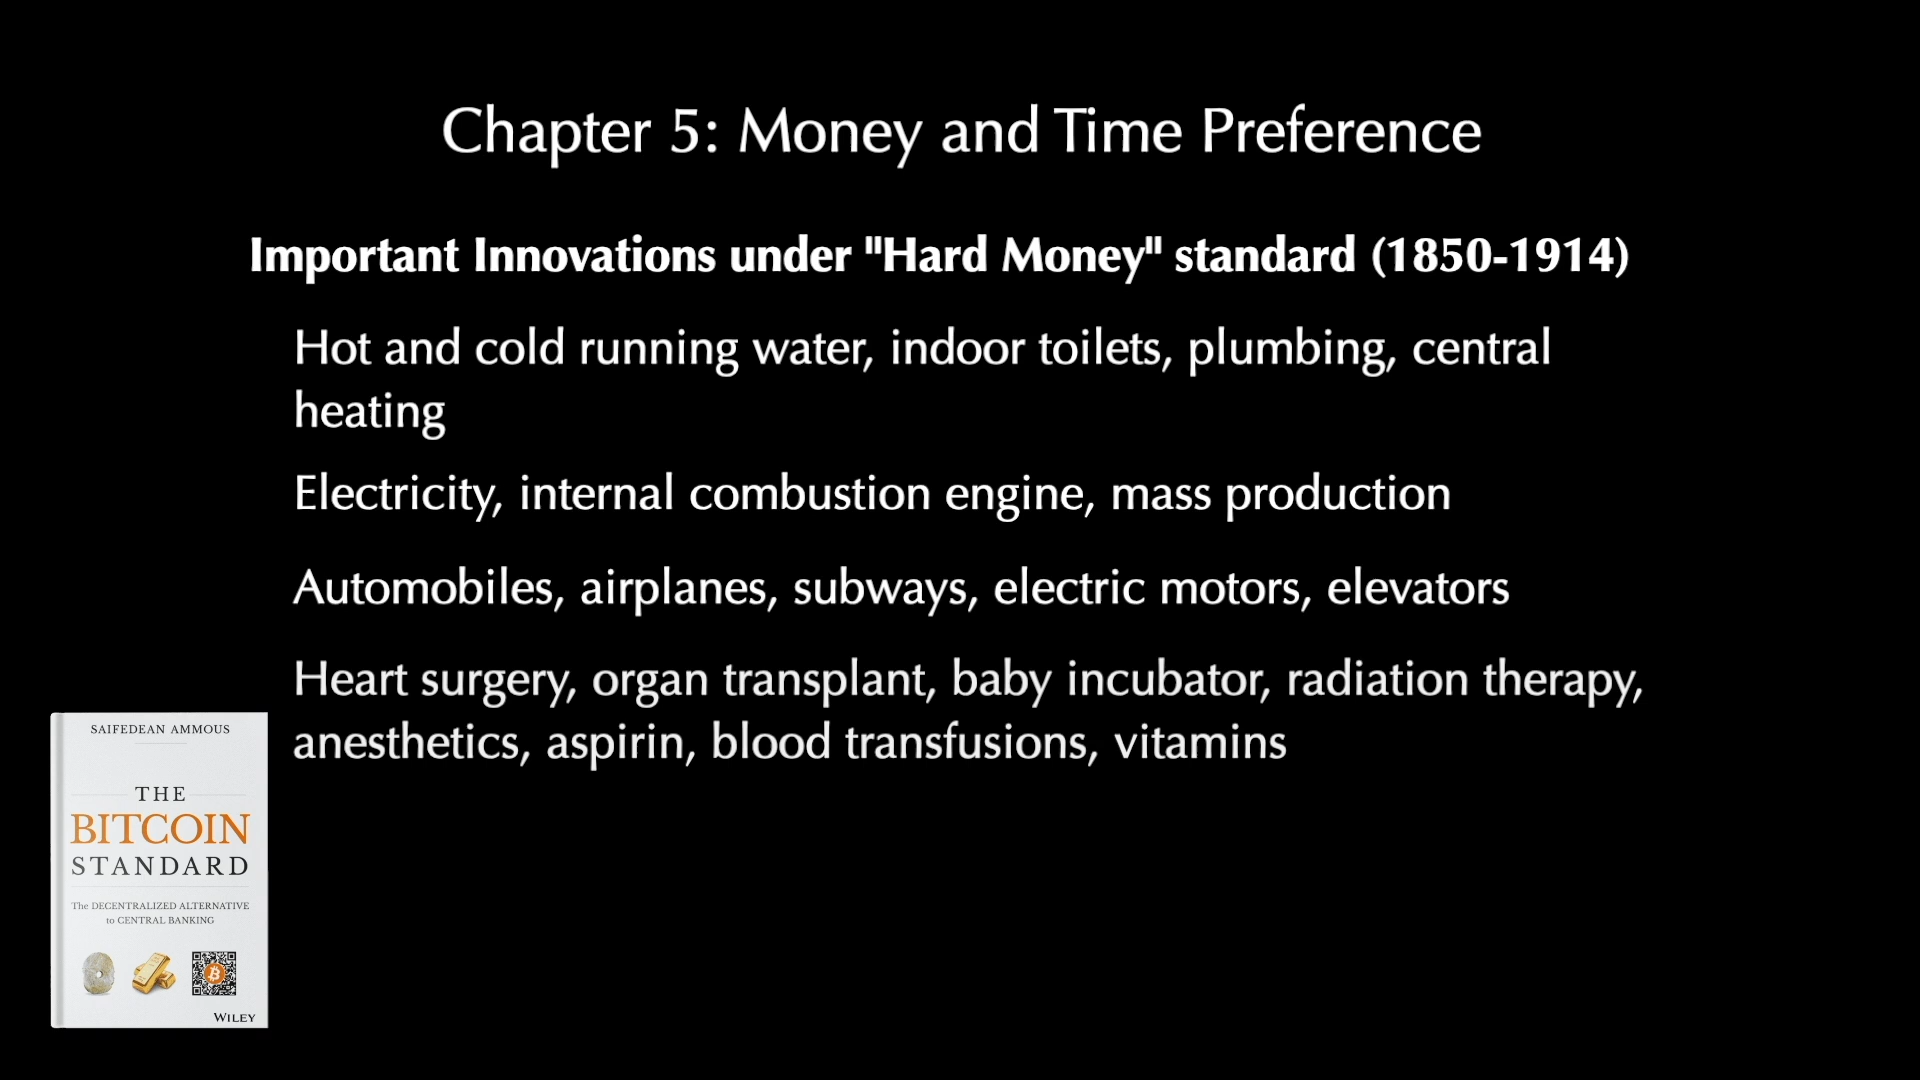 Chapter 5: Money and Time Preference
Important Innovations under "Hard Money" standard (1850-1914)
Hot and cold running water, indoor toilets, plumbing, central
heating
Electricity, internal combustion engine, mass production
Automobiles, airplanes, subways, electric motors, elevators
Heart surgery, organ transplant, baby incubator, radiation therapy,
anesthetics, aspirin, blood transfusions, vitamins
SAIFEDEAN AMMOUS
THE
BITCOIN
STANDARD
The DECENTRALIZED ALTERNATIVE
to CENTRAL BANKING
WILEY